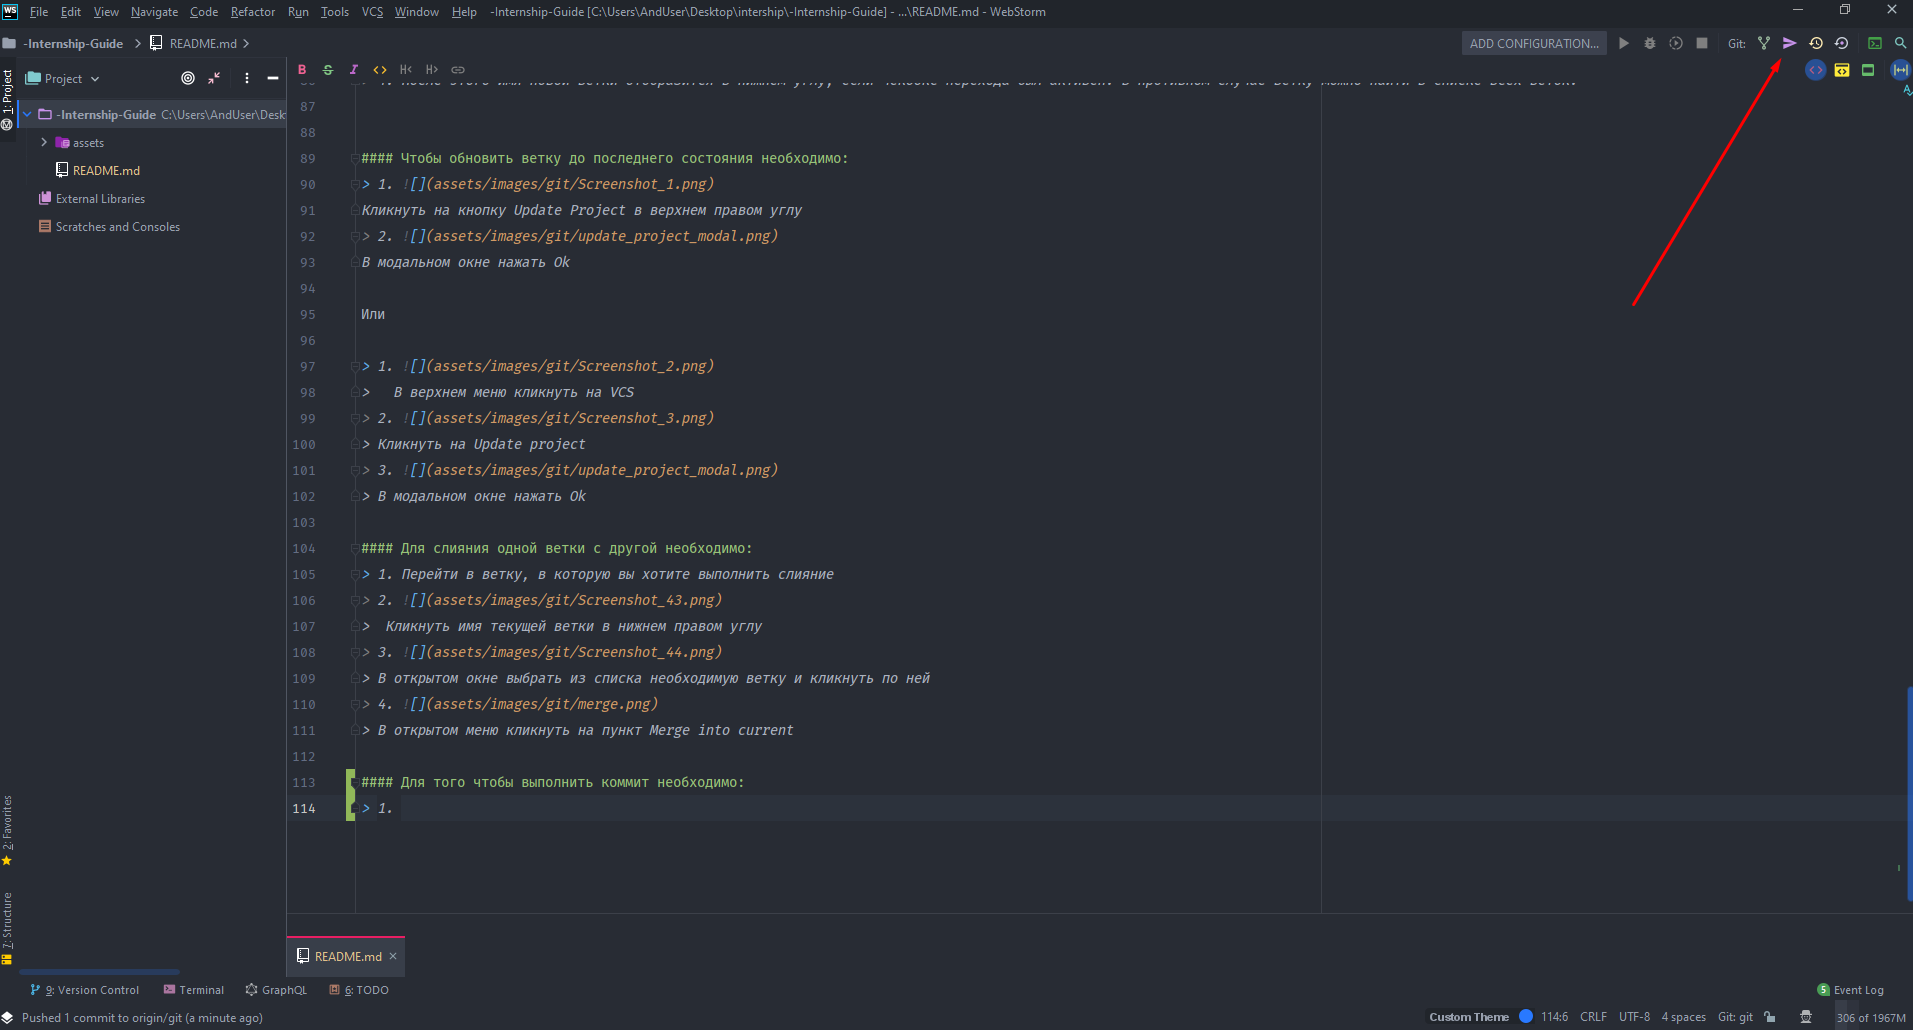 WS File Edit View Navigate Code Refactor Run Tools VCS Window Help -Internship-Guide [C:\Users\AndUser\Desktop\intership\-Internship-Guide] - ...\README.md - WebStorm
-Internship-Guide README.md ADD CONFIGURATION... Git:
Project
1: Project
-Internship-Guide C:\Users\AndUser\Desk
assets
README.md
External Libraries
Scratches and Consoles
2: Favorites
7: Structure
B S I <> H< H>
87
88
89 #### Чтобы обновить ветку до последнего состояния необходимо:
90 > 1. ![](assets/images/git/Screenshot_1.png)
91 Кликнуть на кнопку Update Project в верхнем правом углу
92 > 2. ![](assets/images/git/update_project_modal.png)
93 В модальном окне нажать Ok
94
95 Или
96
97 > 1. ![](assets/images/git/Screenshot_2.png)
98 > В верхнем меню кликнуть на VCS
99 > 2. ![](assets/images/git/Screenshot_3.png)
100 > Кликнуть на Update project
101 > 3. ![](assets/images/git/update_project_modal.png)
102 > В модальном окне нажать Ok
103
104 #### Для слияния одной ветки с другой необходимо:
105 > 1. Перейти в ветку, в которую вы хотите выполнить слияние
106 > 2. ![](assets/images/git/Screenshot_43.png)
107 > Кликнуть имя текущей ветки в нижнем правом углу
108 > 3. ![](assets/images/git/Screenshot_44.png)
109 > В открытом окне выбрать из списка необходимую ветку и кликнуть по ней
110 > 4. ![](assets/images/git/merge.png)
111 > В открытом меню кликнуть на пункт Merge into current
112
113 #### Для того чтобы выполнить коммит необходимо:
114 > 1.
README.md ×
9: Version Control Terminal GraphQL 6: TODO 5 Event Log
Pushed 1 commit to origin/git (a minute ago) Custom Theme 114:6 CRLF UTF-8 4 spaces Git: git 306 of 1967M